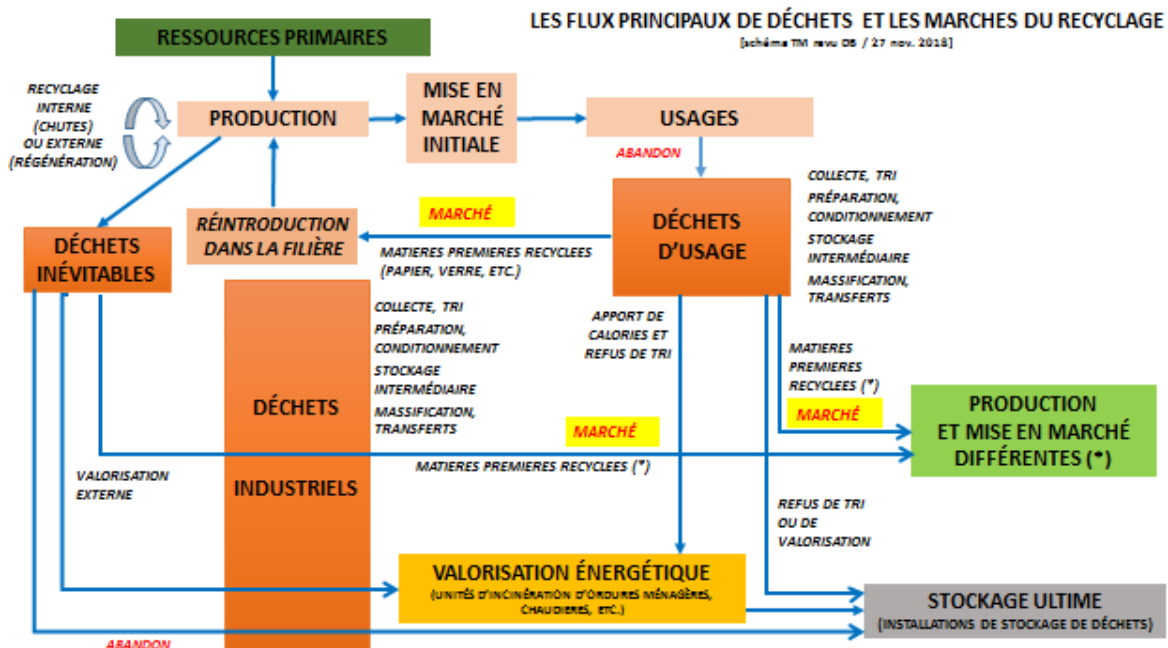 LES FLUX PRINCIPAUX DE DÉCHETS ET LES MARCHES DU RECYCLAGE
[schéma TM revu DB / 27 nov. 2018]
RESSOURCES PRIMAIRES
RECYCLAGE
INTERNE
(CHUTES)
OU EXTERNE
(RÉGÉNÉRATION)
PRODUCTION
MISE EN
MARCHÉ
INITIALE
USAGES
ABANDON
DÉCHETS
D'USAGE
COLLECTE, TRI
PRÉPARATION,
CONDITIONNEMENT
STOCKAGE
INTERMÉDIAIRE
MASSIFICATION,
TRANSFERTS
MARCHÉ
MATIERES PREMIERES RECYCLEES
(PAPIER, VERRE, ETC.)
RÉINTRODUCTION
DANS LA FILIÈRE
DÉCHETS
INÉVITABLES
COLLECTE, TRI
PRÉPARATION,
CONDITIONNEMENT
STOCKAGE
INTERMÉDIAIRE
MASSIFICATION,
TRANSFERTS
DÉCHETS
INDUSTRIELS
APPORT DE
CALORIES ET
REFUS DE TRI
MATIERES
PREMIERES
RECYCLEES (*)
MARCHÉ
PRODUCTION
ET MISE EN MARCHÉ
DIFFÉRENTES (*)
MARCHÉ
MATIERES PREMIERES RECYCLEES (*)
VALORISATION
EXTERNE
REFUS DE TRI
OU DE
VALORISATION
VALORISATION ÉNERGÉTIQUE
(UNITÉS D'INCINÉRATION D'ORDURES MÉNAGÈRES,
CHAUDIERES, ETC.)
STOCKAGE ULTIME
(INSTALLATIONS DE STOCKAGE DE DÉCHETS)
ABANDON